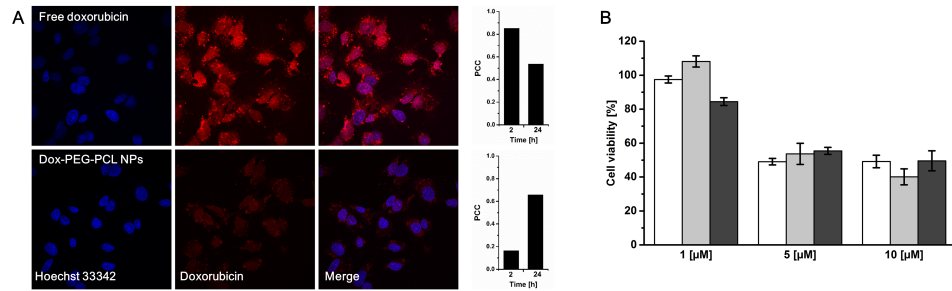 A
Free doxorubicin
PCC
1.0
0.8
0.6
0.4
0.2
0.0
2 24
Time [h]
Dox-PEG-PCL NPs
Hoechst 33342
Doxorubicin
Merge
PCC
1.0
0.8
0.6
0.4
0.2
0.0
2 24
Time [h]
B
Cell viability [%]
120
100
80
60
40
20
0
1 [µM] 5 [µM] 10 [µM]